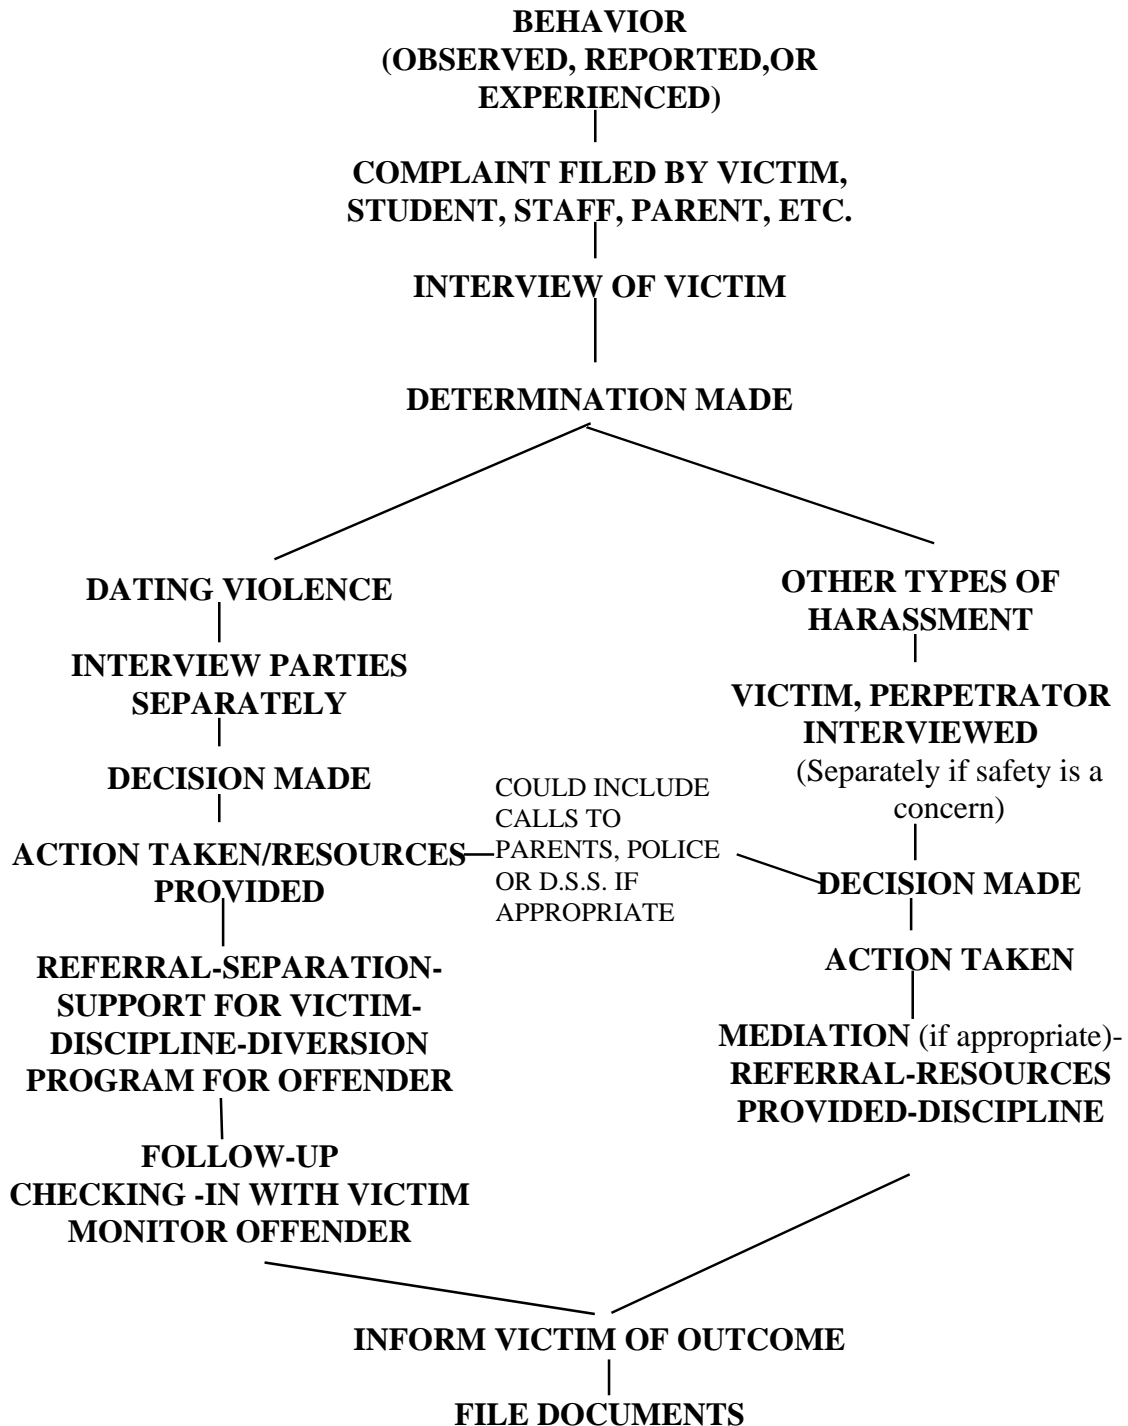 BEHAVIOR
(OBSERVED, REPORTED,OR
EXPERIENCED)
COMPLAINT FILED BY VICTIM,
STUDENT, STAFF, PARENT, ETC.
INTERVIEW OF VICTIM
DETERMINATION MADE
DATING VIOLENCE
INTERVIEW PARTIES
SEPARATELY
DECISION MADE
ACTION TAKEN/RESOURCES
PROVIDED
REFERRAL-SEPARATION-
SUPPORT FOR VICTIM-
DISCIPLINE-DIVERSION
PROGRAM FOR OFFENDER
FOLLOW-UP
CHECKING -IN WITH VICTIM
MONITOR OFFENDER
COULD INCLUDE
CALLS TO
PARENTS, POLICE
OR D.S.S. IF
APPROPRIATE
OTHER TYPES OF
HARASSMENT
VICTIM, PERPETRATOR
INTERVIEWED
(Separately if safety is a
concern)
DECISION MADE
ACTION TAKEN
MEDIATION (if appropriate)-
REFERRAL-RESOURCES
PROVIDED-DISCIPLINE
INFORM VICTIM OF OUTCOME
FILE DOCUMENTS